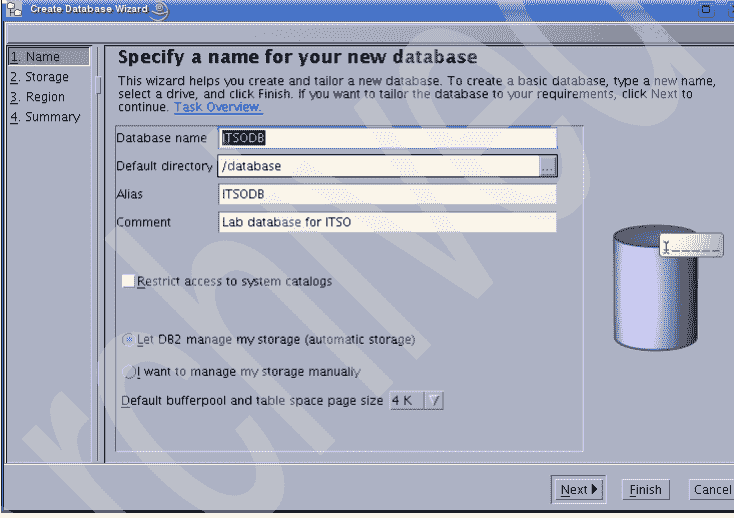 Create Database Wizard
1. Name
2. Storage
3. Region
4. Summary
Specify a name for your new database
This wizard helps you create and tailor a new database. To create a basic database, type a new name,
select a drive, and click Finish. If you want to tailor the database to your requirements, click Next to
continue. Task Overview.
Database name ITSODB
Default directory /database ...
Alias ITSODB
Comment Lab database for ITSO
Restrict access to system catalogs
Let DB2 manage my storage (automatic storage)
I want to manage my storage manually
Default bufferpool and table space page size 4 K
Next Finish Cancel
rchived